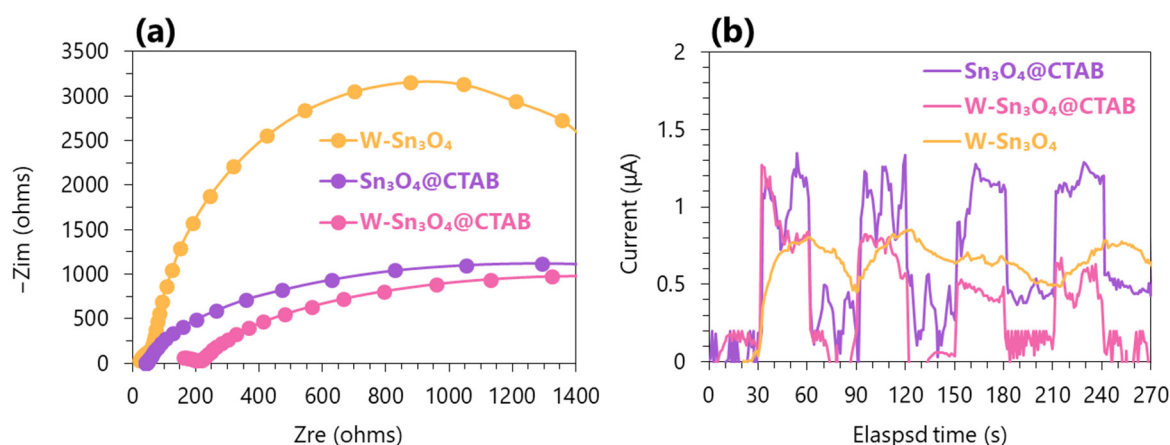 (a)
3500
3000
2500
2000
1500
1000
500
0
0 200 400 600 800 1000 1200 1400
−Zim (ohms)
Zre (ohms)
W-Sn₃O₄
Sn₃O₄@CTAB
W-Sn₃O₄@CTAB
(b)
2
1.5
1
0.5
0
0 30 60 90 120 150 180 210 240 270
Current (μA)
Elaspsd time (s)
Sn₃O₄@CTAB
W-Sn₃O₄@CTAB
W-Sn₃O₄